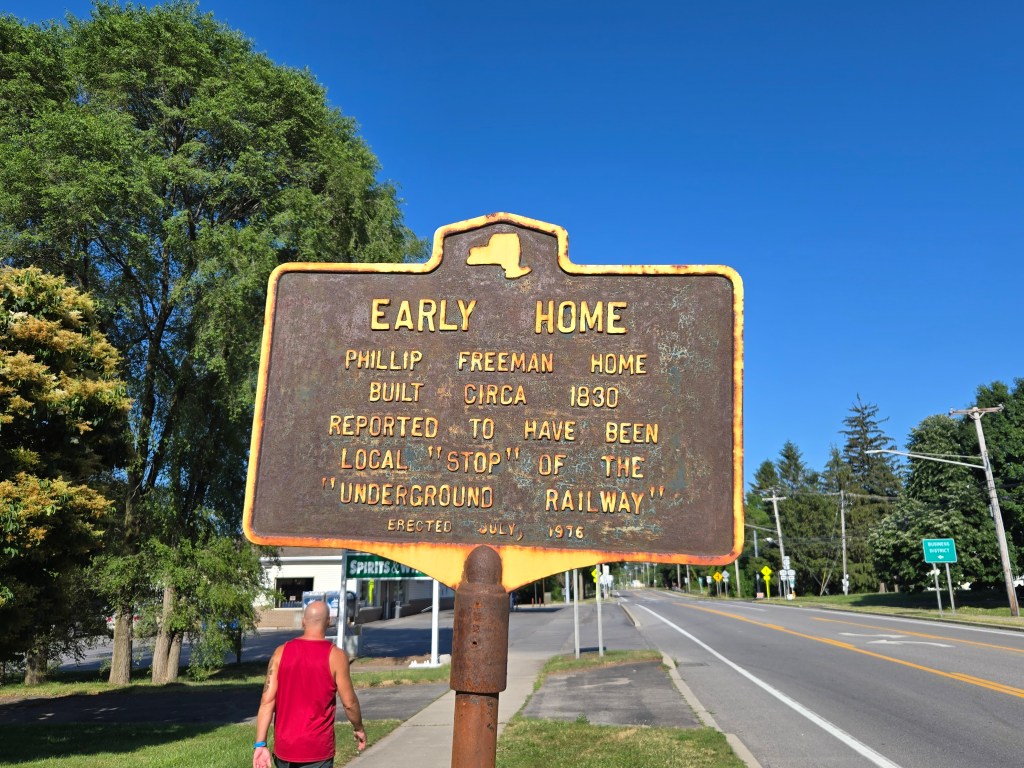 EARLY HOME
PHILLIP FREEMAN HOME
BUILT CIRCA 1830
REPORTED TO HAVE BEEN
LOCAL "STOP" OF THE
"UNDERGROUND RAILWAY"
ERECTED JULY, 1976
SPIRITS &
BUSINESS
DISTRICT